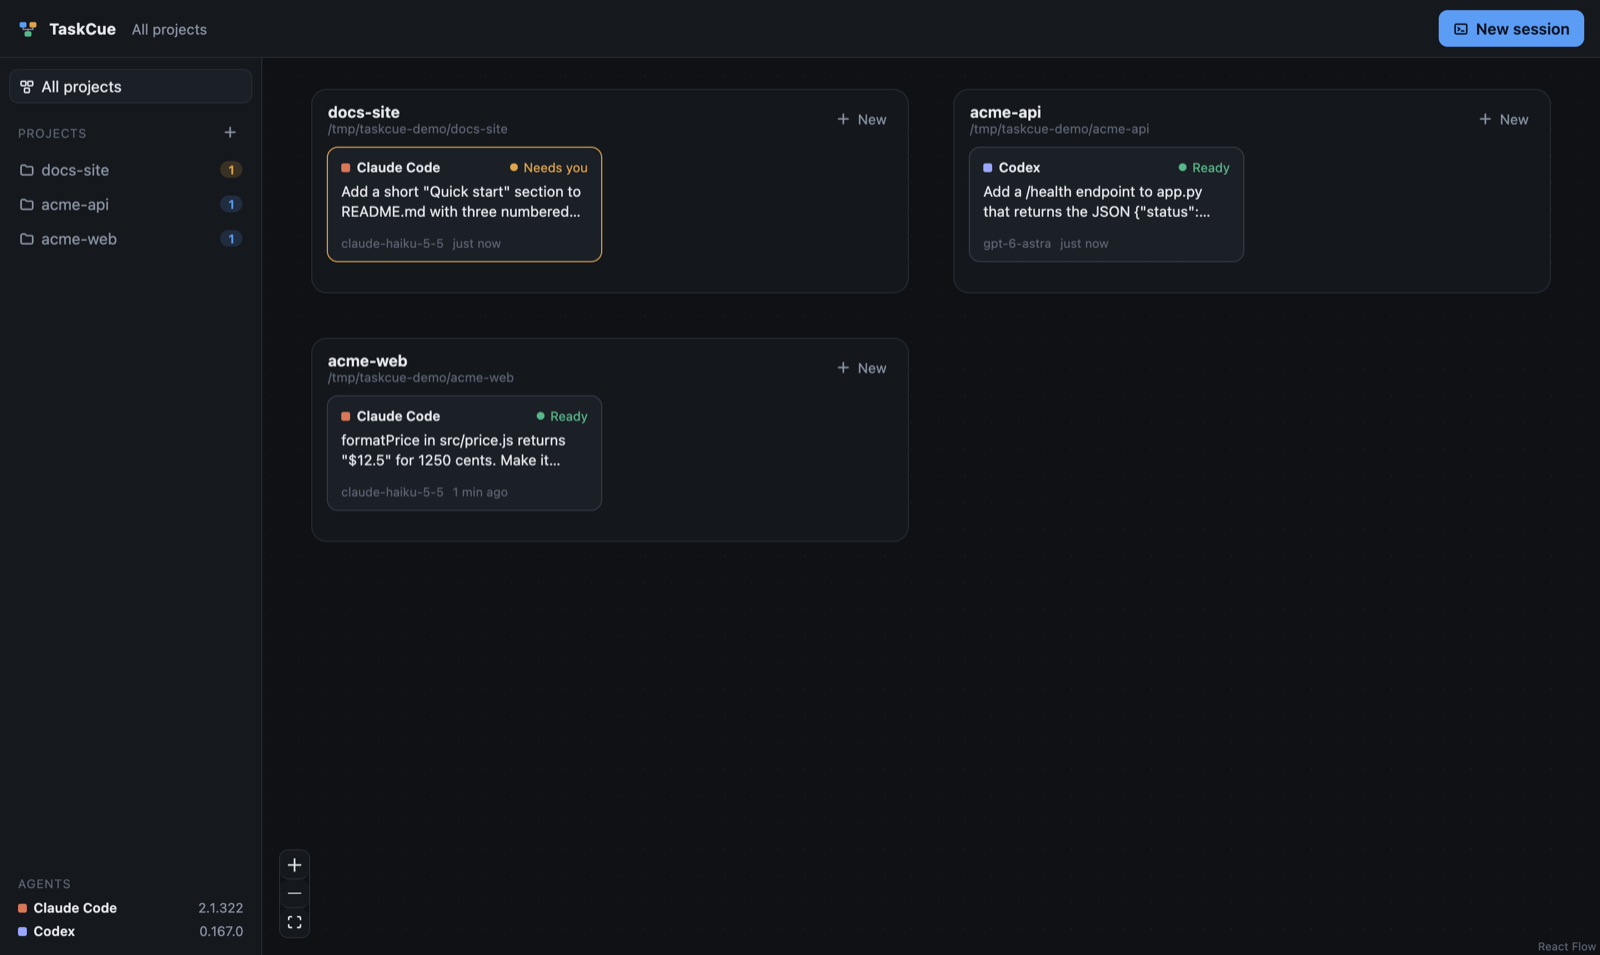 TaskCue All projects
New session
All projects
PROJECTS
docs-site 1
acme-api 1
acme-web 1
docs-site
/tmp/taskcue-demo/docs-site
New
Claude Code Needs you
Add a short "Quick start" section to
README.md with three numbered...
claude-haiku-5-5 just now
acme-api
/tmp/taskcue-demo/acme-api
New
Codex Ready
Add a /health endpoint to app.py
that returns the JSON {"status":...
gpt-6-astra just now
acme-web
/tmp/taskcue-demo/acme-web
New
Claude Code Ready
formatPrice in src/price.js returns
"$12.5" for 1250 cents. Make it...
claude-haiku-5-5 1 min ago
AGENTS
Claude Code 2.1.322
Codex 0.167.0
React Flow